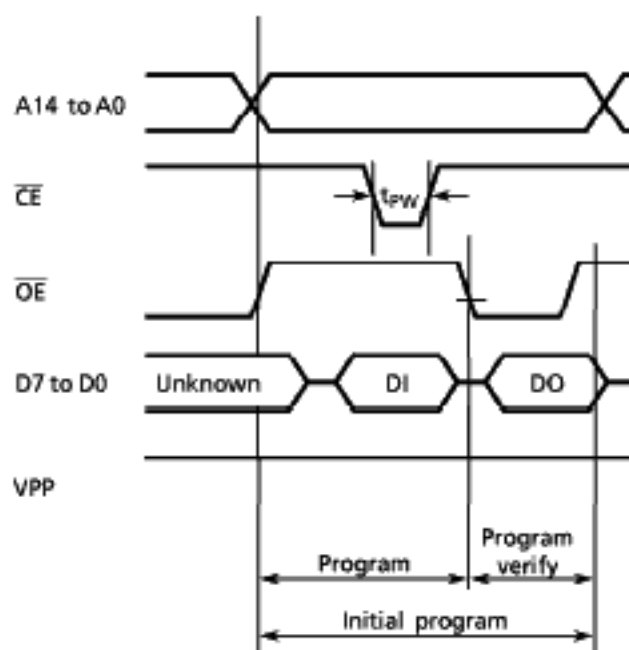 A14 to A0
CE
tPW
OE
D7 to D0
Unknown
DI
DO
VPP
Program
Program
verify
Initial program